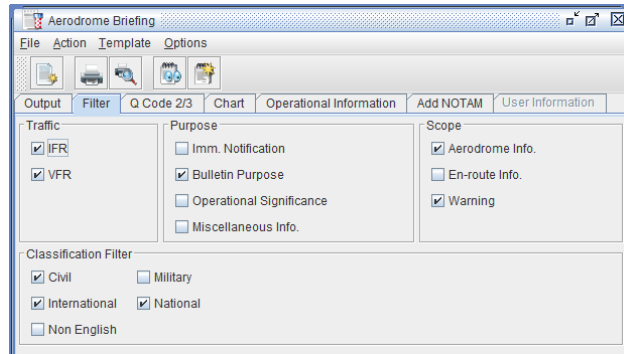 Aerodrome Briefing
File Action Template Options
Output Filter Q Code 2/3 Chart Operational Information Add NOTAM User Information
Traffic Purpose Scope
IFR Imm. Notification Aerodrome Info.
VFR Bulletin Purpose En-route Info.
Operational Significance Warning
Miscellaneous Info.
Classification Filter
Civil Military
International National
Non English